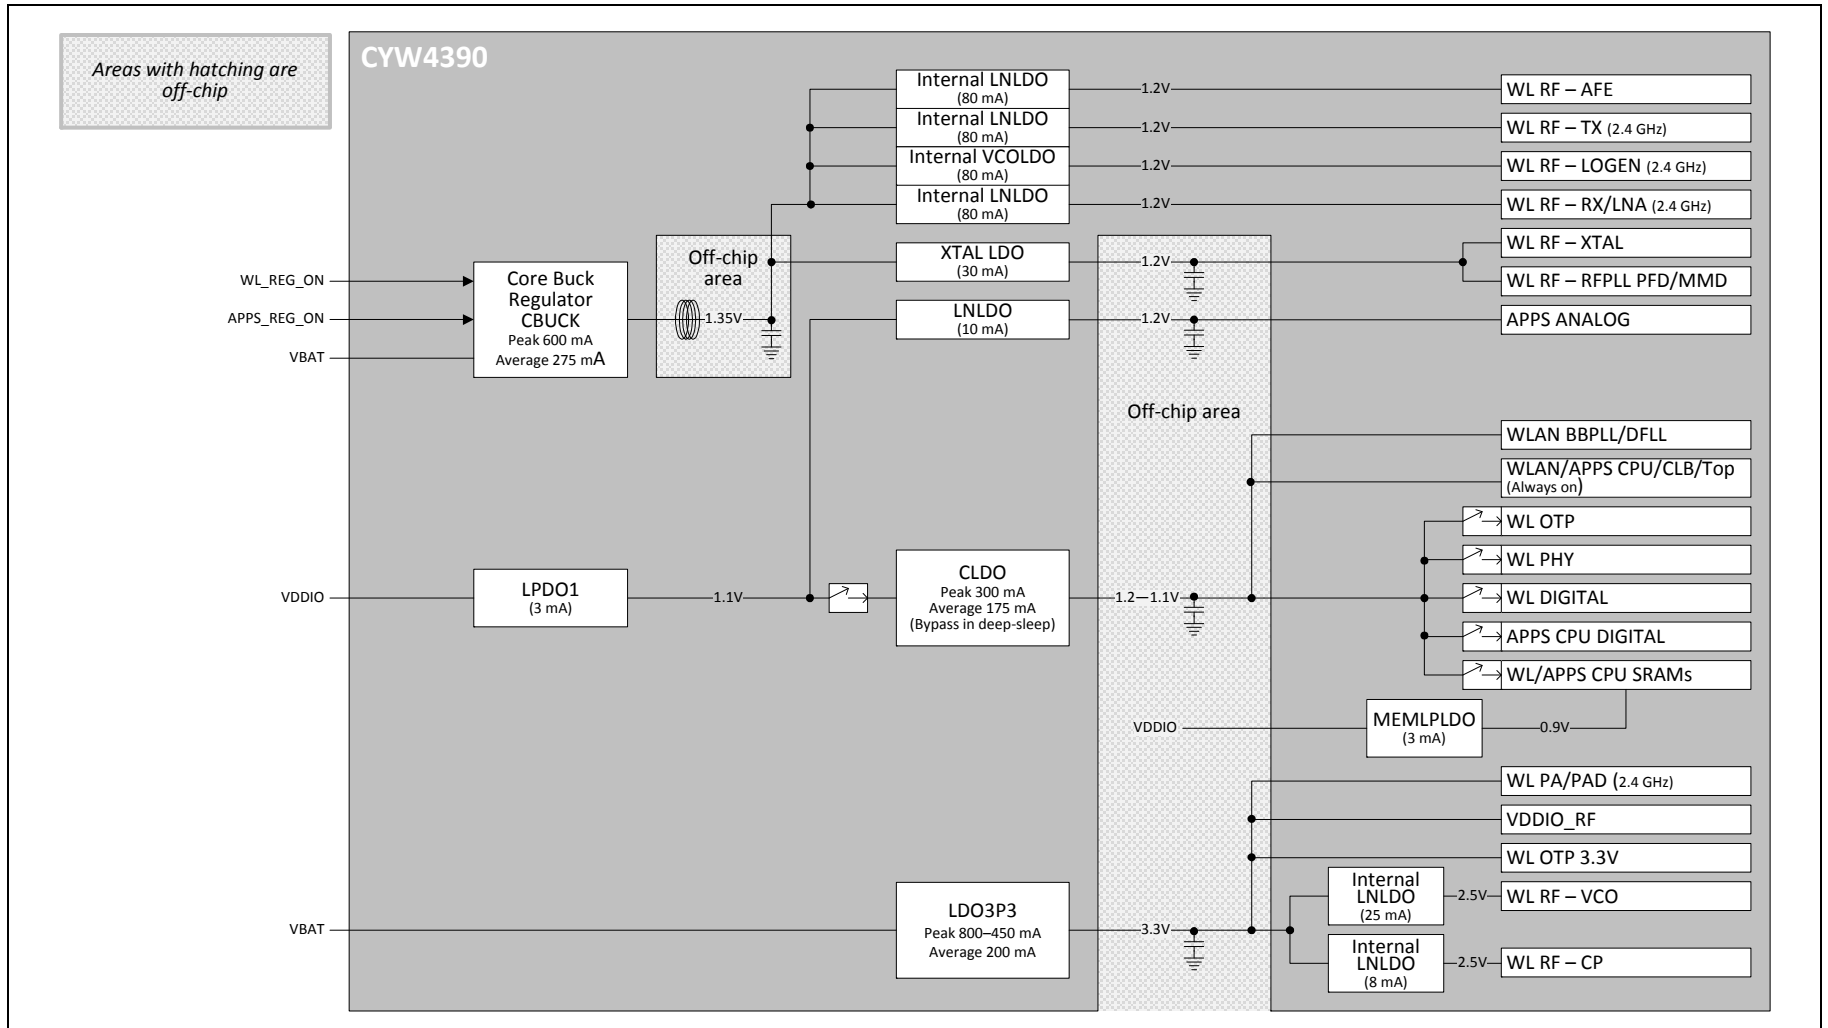 Areas with hatching are
off-chip
CYW4390
Internal LNLDO
(80 mA)
1.2V
WL RF – AFE
Internal LNLDO
(80 mA)
1.2V
WL RF – TX (2.4 GHz)
Internal VCOLDO
(80 mA)
1.2V
WL RF – LOGEN (2.4 GHz)
Internal LNLDO
(80 mA)
1.2V
WL RF – RX/LNA (2.4 GHz)
WL_REG_ON
APPS_REG_ON
VBAT
Core Buck
Regulator
CBUCK
Peak 600 mA
Average 275 mA
Off-chip
area
1.35V
XTAL LDO
(30 mA)
1.2V
WL RF – XTAL
WL RF – RFPLL PFD/MMD
LNLDO
(10 mA)
1.2V
APPS ANALOG
Off-chip area
WLAN BBPLL/DFLL
WLAN/APPS CPU/CLB/Top
(Always on)
WL OTP
WL PHY
VDDIO
LPDO1
(3 mA)
1.1V
CLDO
Peak 300 mA
Average 175 mA
(Bypass in deep-sleep)
1.2—1.1V
WL DIGITAL
APPS CPU DIGITAL
WL/APPS CPU SRAMs
VDDIO
MEMLPLDO
(3 mA)
0.9V
WL PA/PAD (2.4 GHz)
VDDIO_RF
WL OTP 3.3V
VBAT
LDO3P3
Peak 800–450 mA
Average 200 mA
3.3V
Internal
LNLDO
(25 mA)
2.5V
WL RF – VCO
Internal
LNLDO
(8 mA)
2.5V
WL RF – CP